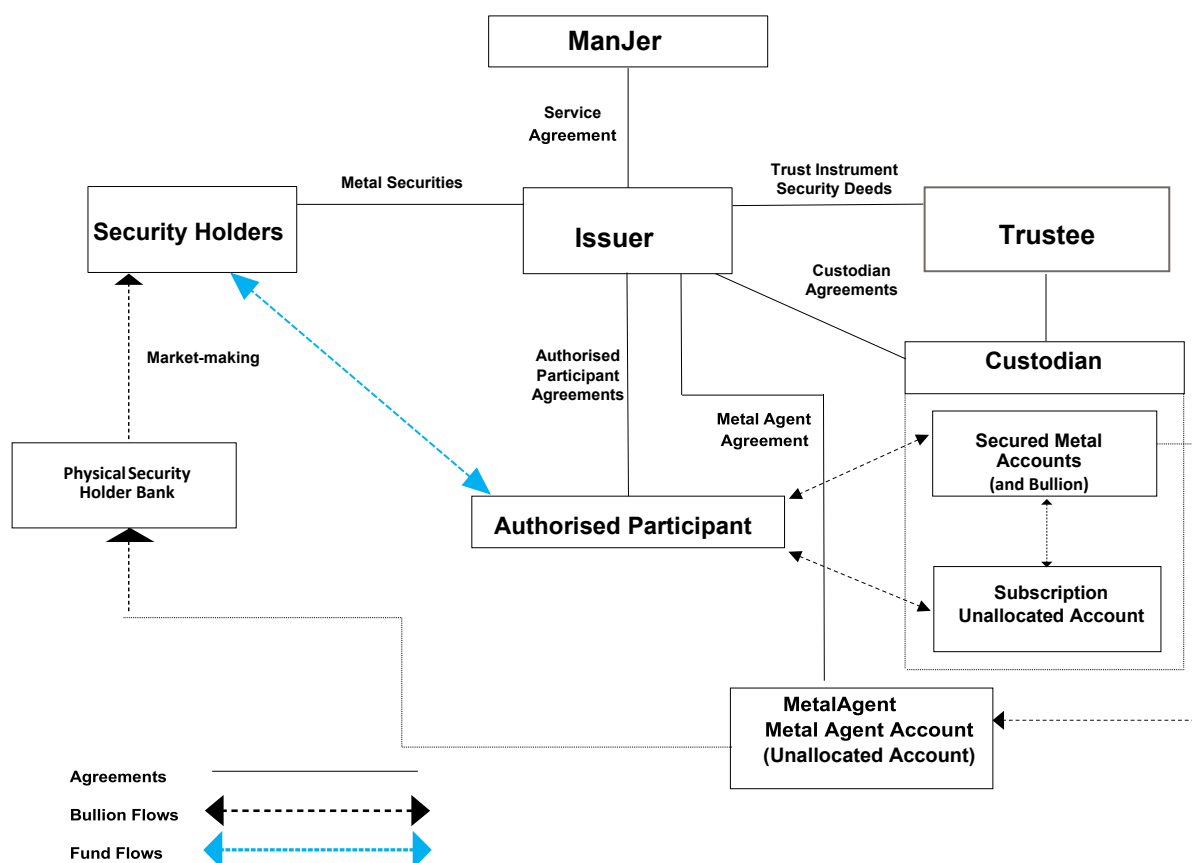 ManJer
Service
Agreement
Trust Instrument
Security Deeds
Metal Securities
Security Holders
Issuer
Trustee
Custodian
Agreements
Market-making
Authorised
Participant
Agreements
Custodian
Metal Agent
Agreement
Secured Metal
Accounts
(and Bullion)
Physical Security
Holder Bank
Authorised Participant
Subscription
Unallocated Account
MetalAgent
Metal Agent Account
(Unallocated Account)
Agreements
Bullion Flows
Fund Flows